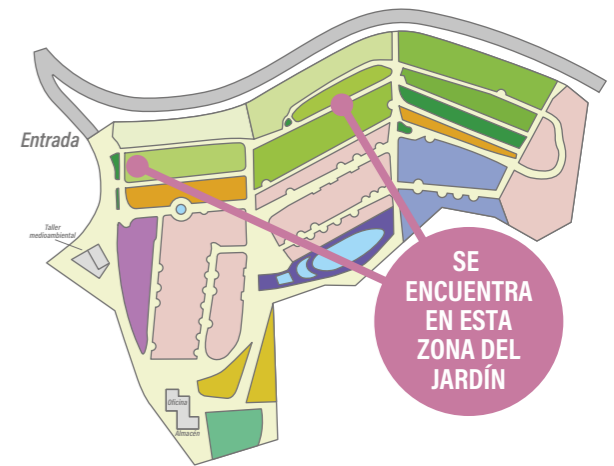 Entrada
Taller
medioambiental
SE
ENCUENTRA
EN ESTA
ZONA DEL
JARDÍN
Oficina
Almacén